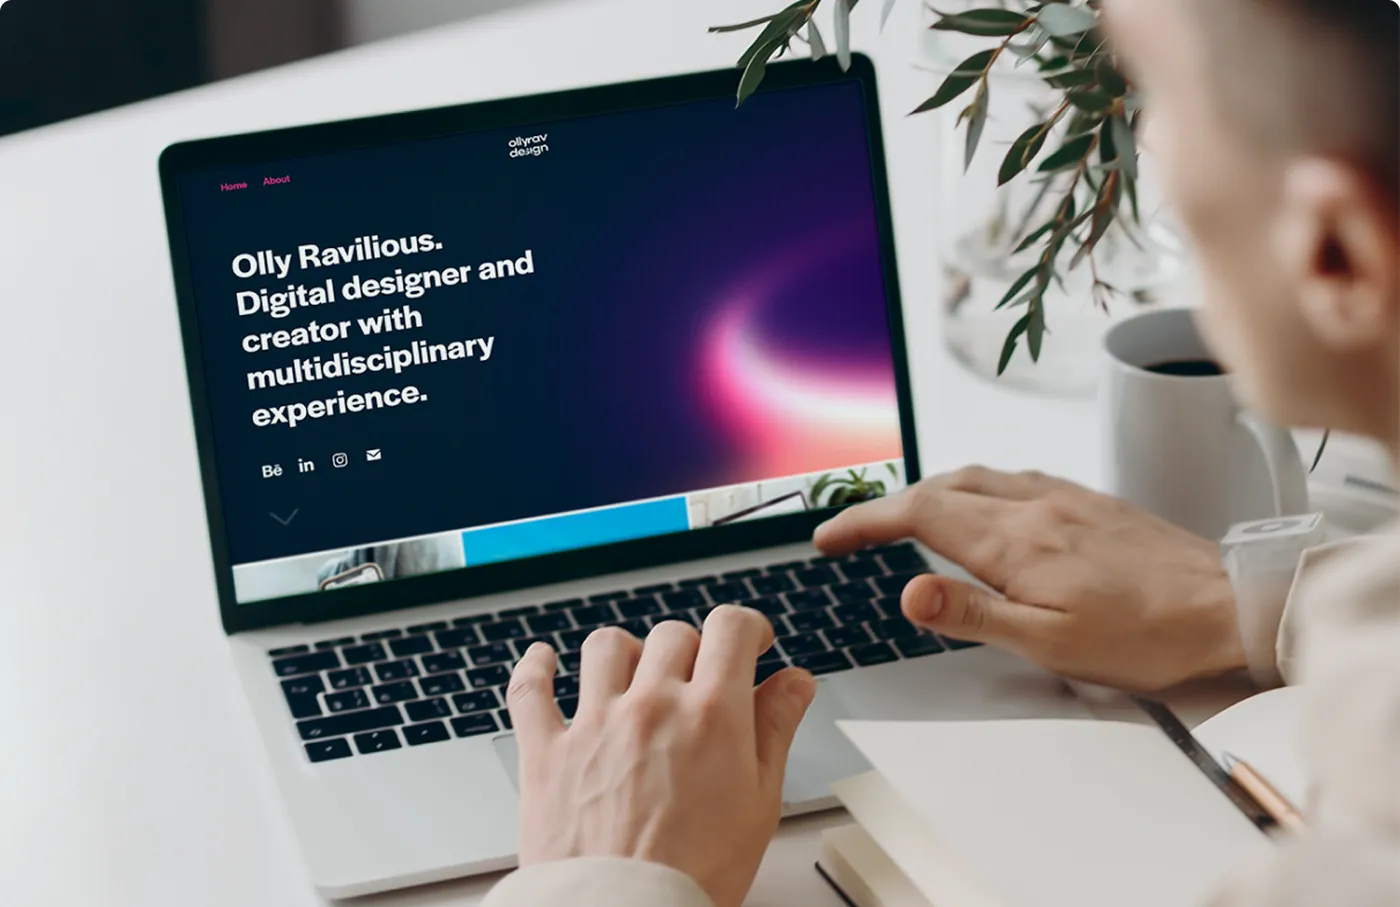 ollyrav
design
Home About
Olly Ravilious.
Digital designer and
creator with
multidisciplinary
experience.
Bē in